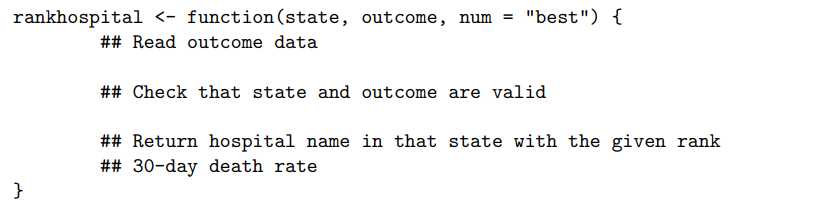 rankhospital <- function(state, outcome, num = "best") {
## Read outcome data
## Check that state and outcome are valid
## Return hospital name in that state with the given rank
## 30-day death rate
}